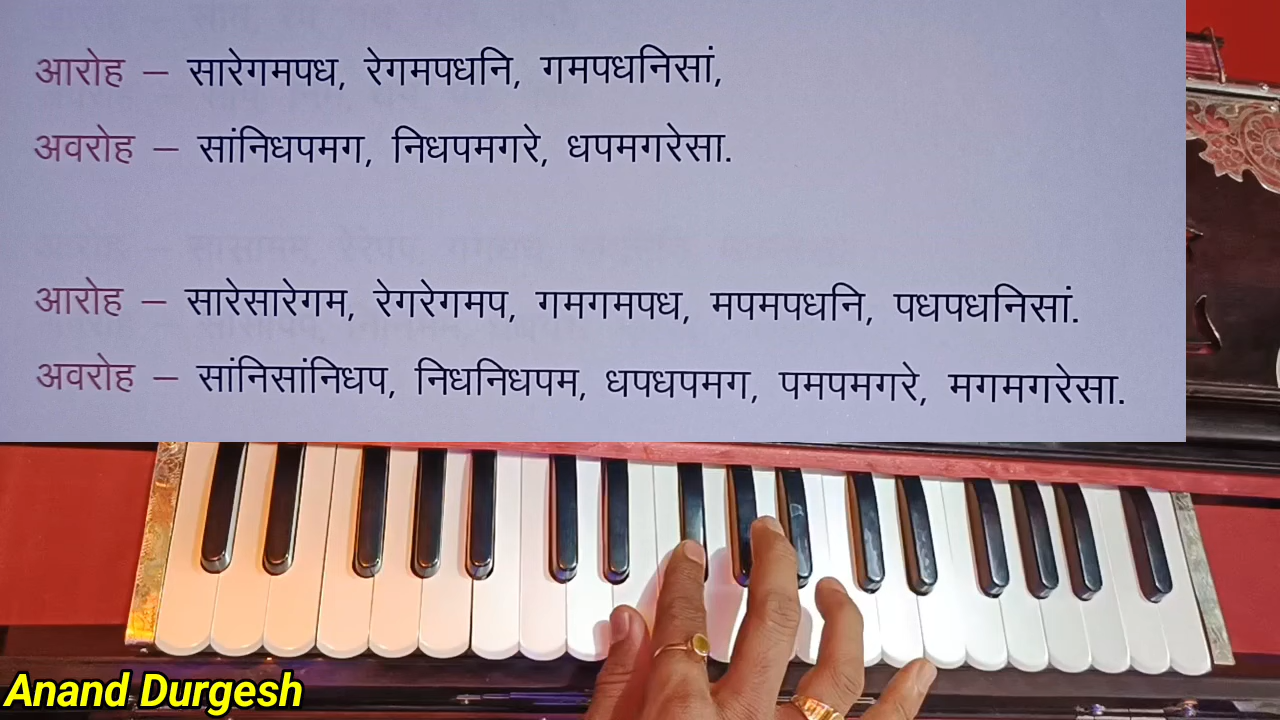 आरोह – सारेगमपध, रेगमपधनि, गमपधनिसां,
अवरोह – सांनिधपमग, निधपमगरे, धपमगरेसा.
आरोह – सारेसारेगम, रेगरेगमप, गमगमपध, मपमपधनि, पधपधनिसां.
अवरोह – सांनिसांनिधप, निधनिधपम, धपधपमग, पमपमगरे, मगमगरेसा.
Anand Durgesh